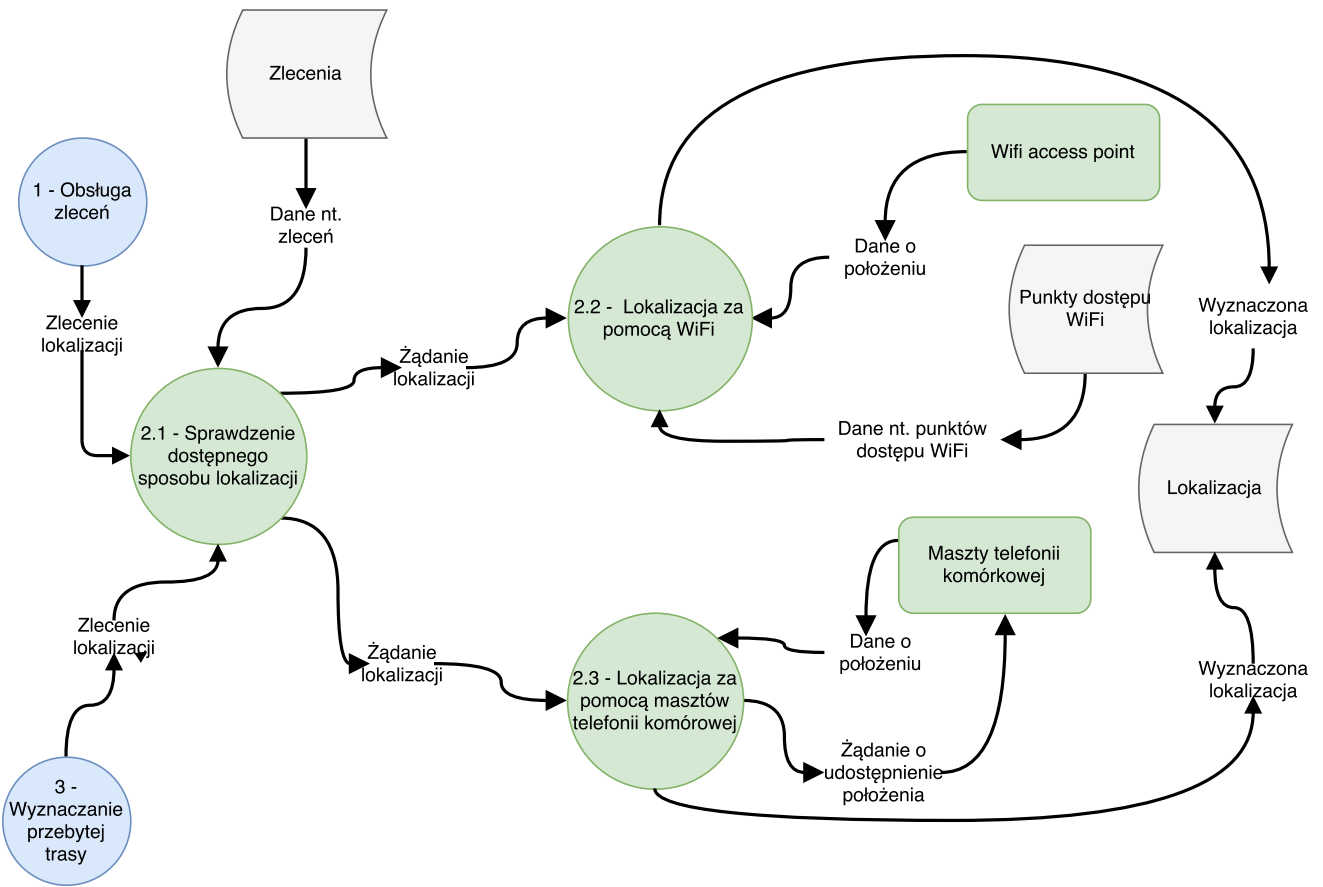 Zlecenia
1 - Obsługa
zleceń
Dane nt.
zleceń
Zlecenie
lokalizacji
2.1 - Sprawdzenie
dostępnego
sposobu lokalizacji
Żądanie
lokalizacji
Zlecenie
lokalizacji
3 -
Wyznaczanie
przebytej
trasy
Żądanie
lokalizacji
2.2 -  Lokalizacja za
pomocą WiFi
Wifi access point
Dane o
położeniu
Punkty dostępu
WiFi
Dane nt. punktów
dostępu WiFi
Wyznaczona
lokalizacja
Lokalizacja
Maszty telefonii
komórkowej
Dane o
położeniu
2.3 - Lokalizacja za
pomocą masztów
telefonii komórowej
Żądanie o
udostępnienie
położenia
Wyznaczona
lokalizacja